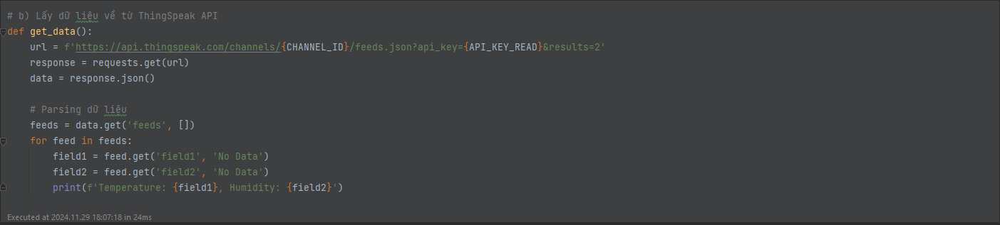 # b) Lấy dữ liệu về từ ThingSpeak API
def get_data():
    url = f'https://api.thingspeak.com/channels/{CHANNEL_ID}/feeds.json?api_key={API_KEY_READ}&results=2'
    response = requests.get(url)
    data = response.json()
    # Parsing dữ liệu
    feeds = data.get('feeds', [])
    for feed in feeds:
        field1 = feed.get('field1', 'No Data')
        field2 = feed.get('field2', 'No Data')
        print(f'Temperature: {field1}, Humidity: {field2}')
Executed at 2024.11.29 18:07:18 in 24ms